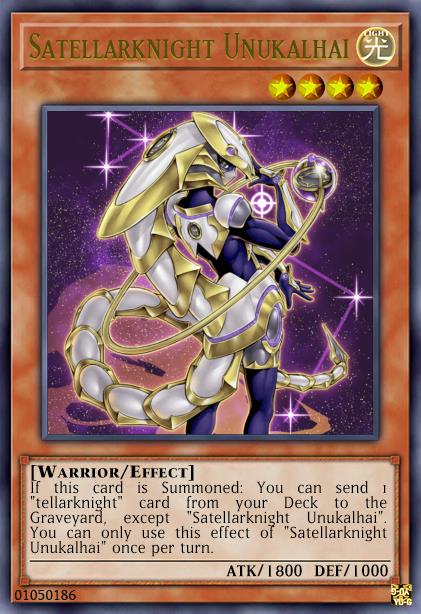 SATELLARKNIGHT UNUKALHAI
LIGHT
光
[WARRIOR/EFFECT]
If this card is Summoned: You can send 1
"tellarknight" card from your Deck to the
Graveyard, except "Satellarknight Unukalhai".
You can only use this effect of "Satellarknight
Unukalhai" once per turn.
ATK/1800 DEF/1000
01050186